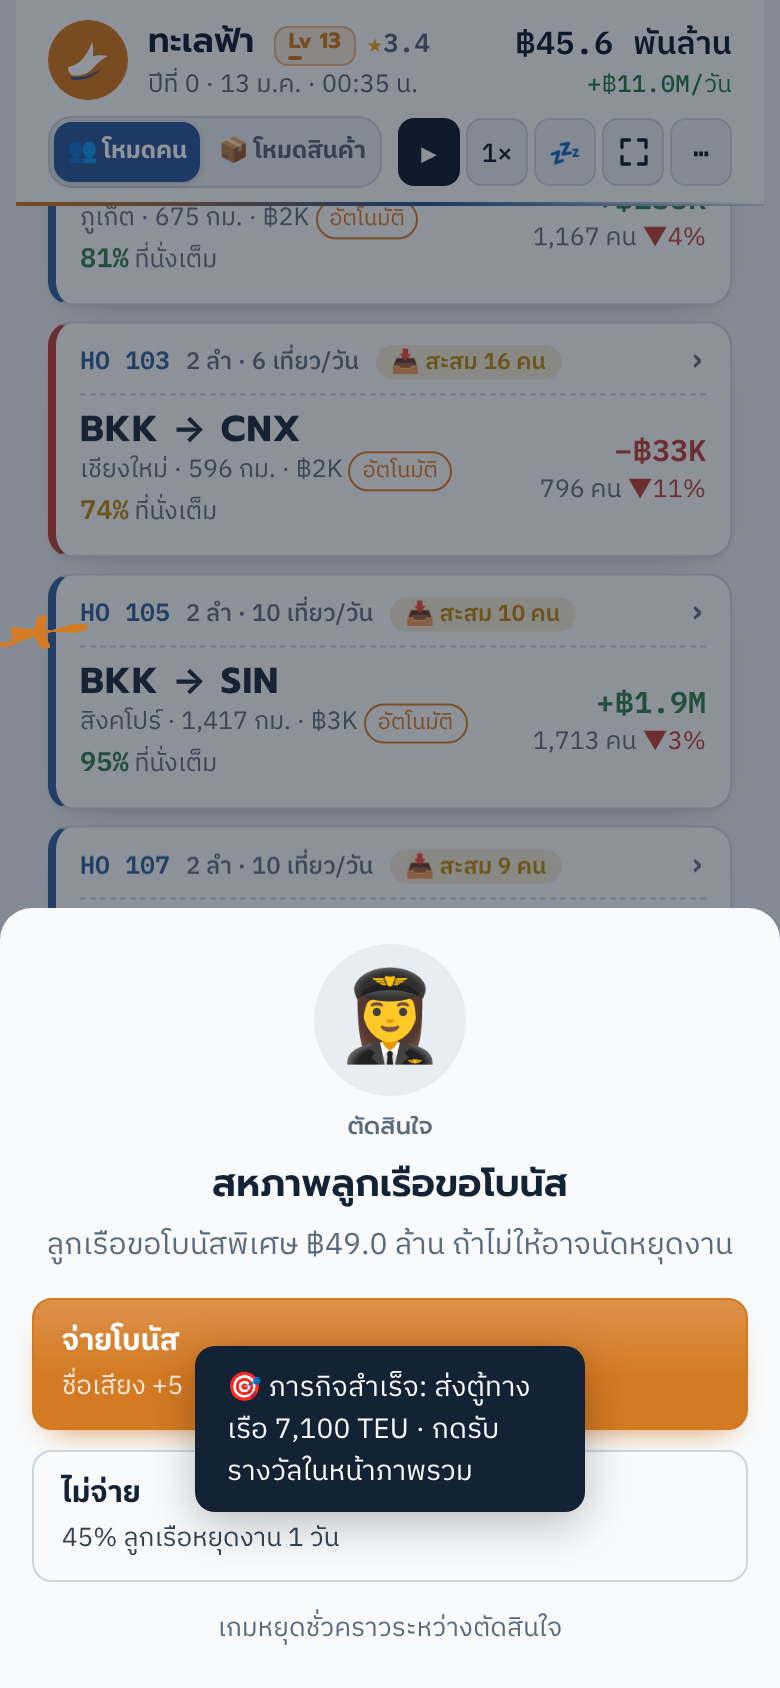 ทะเลฟ้า Lv 13 ★3.4 ฿45.6 พันล้าน
ปีที่ 0 · 13 ม.ค. · 00:35 น. +฿11.0M/วัน
👥 โหมดคน 📦 โหมดสินค้า ▶ 1× 💤 ⋯
ภูเก็ต · 675 กม. · ฿2K อัตโนมัติ
1,167 คน ▼4%
81% ที่นั่งเต็ม
HO 103 2 ลำ · 6 เที่ยว/วัน 📥 สะสม 16 คน ›
BKK → CNX
−฿33K
เชียงใหม่ · 596 กม. · ฿2K อัตโนมัติ
796 คน ▼11%
74% ที่นั่งเต็ม
HO 105 2 ลำ · 10 เที่ยว/วัน 📥 สะสม 10 คน ›
BKK → SIN
+฿1.9M
สิงคโปร์ · 1,417 กม. · ฿3K อัตโนมัติ
1,713 คน ▼3%
95% ที่นั่งเต็ม
HO 107 2 ลำ · 10 เที่ยว/วัน 📥 สะสม 9 คน ›
ตัดสินใจ
สหภาพลูกเรือขอโบนัส
ลูกเรือขอโบนัสพิเศษ ฿49.0 ล้าน ถ้าไม่ให้อาจนัดหยุดงาน
จ่ายโบนัส
ชื่อเสียง +5
🎯 ภารกิจสำเร็จ: ส่งตู้ทาง
เรือ 7,100 TEU · กดรับ
รางวัลในหน้าภาพรวม
ไม่จ่าย
45% ลูกเรือหยุดงาน 1 วัน
เกมหยุดชั่วคราวระหว่างตัดสินใจ